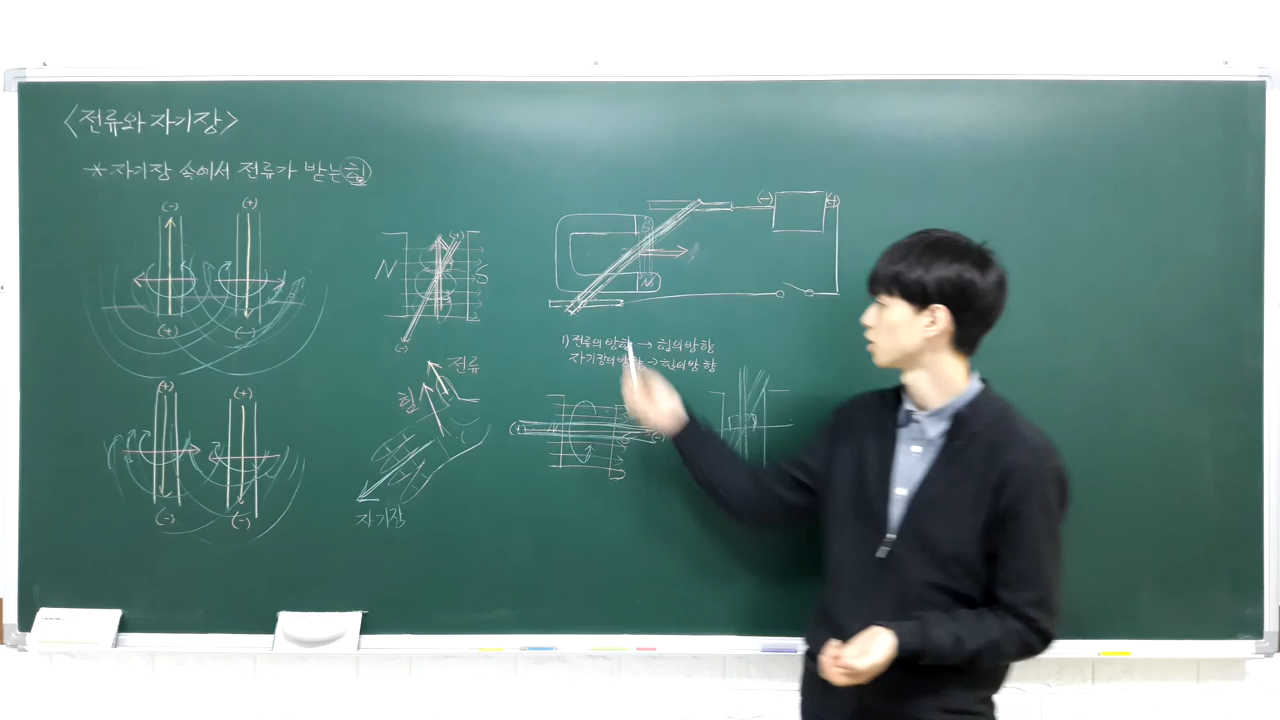 <전류와 자기장>
* 자기장 속에서 전류가 받는 힘
(-) (+)
(+) (-)
(+) (+)
(-) (-)
N S
(+)
(-)
전류
힘
자기장
(-) (+)
S
N
1) 전류의 방향 → 힘의 방향
자기장의 방향 → 힘의 방향
(+) N (-)